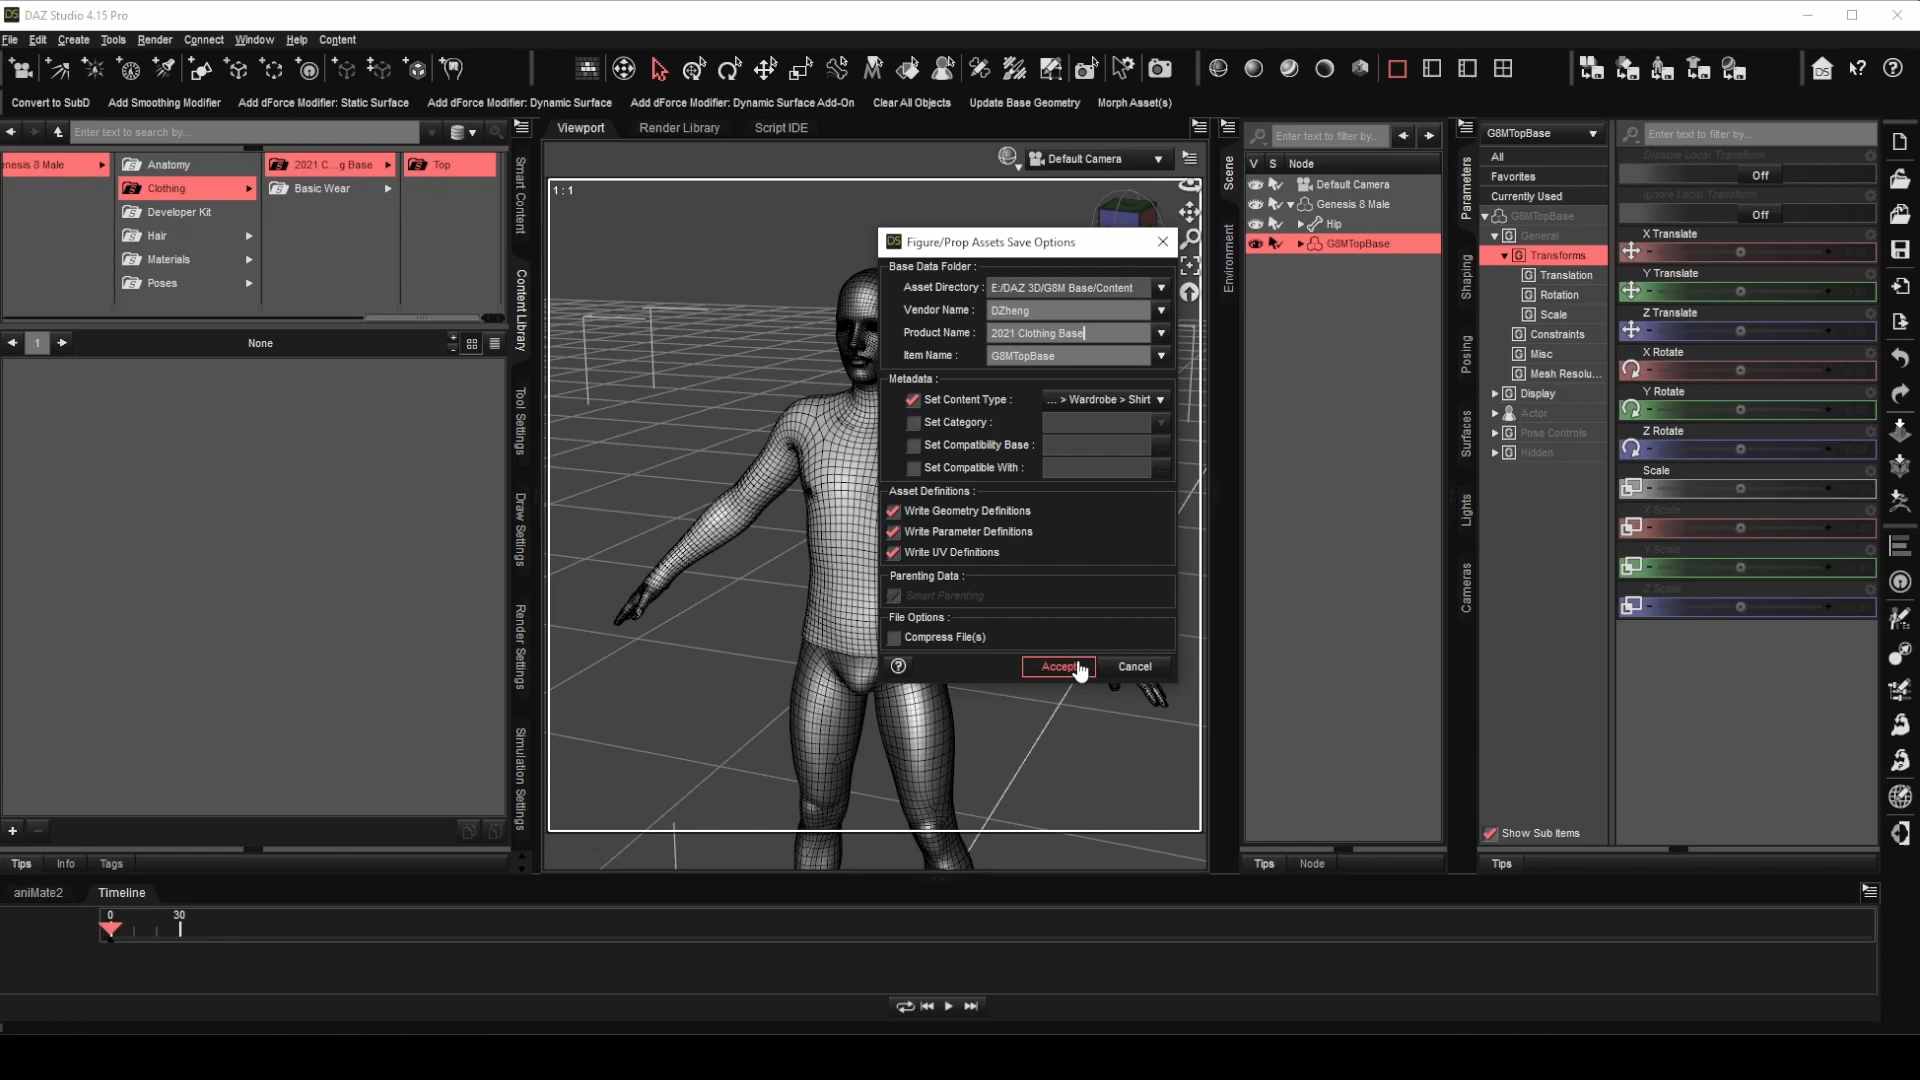 DAZ Studio 4.15 Pro
File Edit Create Tools Render Connect Window Help Content
Convert to SubD Add Smoothing Modifier Add dForce Modifier: Static Surface Add dForce Modifier: Dynamic Surface Add dForce Modifier: Dynamic Surface Add-On Clear All Objects Update Base Geometry Morph Asset(s)
Enter text to search by...
enesis 8 Male
Anatomy
Clothing
Developer Kit
Hair
Materials
Poses
2021 C...g Base
Basic Wear
Top
1
None
Tips Info Tags
Smart Content
Content Library
Tool Settings
Draw Settings
Render Settings
Simulation Settings
Viewport Render Library Script IDE
Default Camera
1 : 1
Figure/Prop Assets Save Options
Base Data Folder :
Asset Directory : E:/DAZ 3D/G8M Base/Content
Vendor Name : DZheng
Product Name : 2021 Clothing Base
Item Name : G8MTopBase
Metadata :
Set Content Type : ... > Wardrobe > Shirt
Set Category :
Set Compatibility Base :
Set Compatible With :
Asset Definitions :
Write Geometry Definitions
Write Parameter Definitions
Write UV Definitions
Parenting Data :
Smart Parenting
File Options :
Compress File(s)
Accept Cancel
Scene
Environment
Enter text to filter by...
V S Node
Default Camera
Genesis 8 Male
Hip
G8MTopBase
Tips Node
Parameters
Shaping
Posing
Surfaces
Lights
Cameras
G8MTopBase
All
Favorites
Currently Used
G8MTopBase
General
Transforms
Translation
Rotation
Scale
Constraints
Misc
Mesh Resolu...
Display
Actor
Pose Controls
Hidden
Show Sub Items
Tips
Enter text to filter by...
Disable Local Transform
Off
Ignore Local Transform
Off
X Translate
Y Translate
Z Translate
X Rotate
Y Rotate
Z Rotate
Scale
X Scale
Y Scale
Z Scale
aniMate2 Timeline
0 30